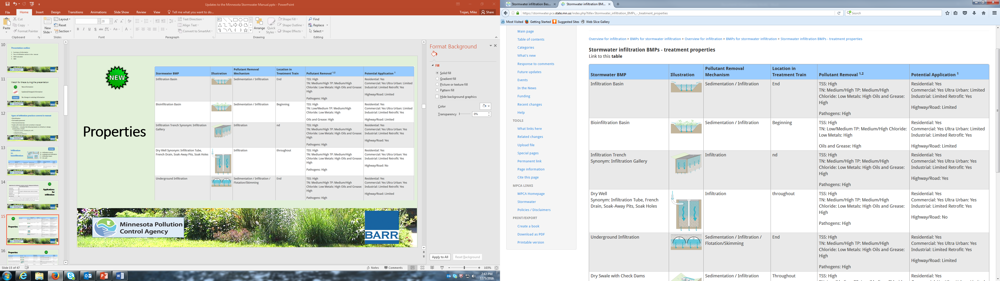 Updates to the Minnesota Stormwater Manual.pptx - PowerPoint
File Home Insert Design Transitions Animations Slide Show Review View Tell me what you want to do... Trojan, Mike Share
Paste
Cut
Copy
Format Painter
Clipboard
New
Slide
Layout
Reset
Section
Slides
28
B I U S abc AV Aa A
Font
Text Direction
Align Text
Convert to SmartArt
Paragraph
Arrange
Quick
Styles
Shape Fill
Shape Outline
Shape Effects
Drawing
Find
Replace
Select
Editing
10
Presentation outline
11
Watch for these during the presentation
New information
Updated/changed information
No change in existing information
12
Types of infiltration practices covered in manual
13
Infiltration
vs.
bioinfiltration
14
Applications
for
infiltration
15
Properties
16
Properties
NEW
Properties
Stormwater BMP Illustration Pollutant Removal Mechanism Location in Treatment Train Pollutant Removal 1,2 Potential Application 1
Infiltration Basin Sedimentation / Infiltration End TSS: High Residential: Yes
TN: Medium/High TP: Medium/High Commercial: Yes Ultra Urban: Limited
Chloride: Low Metals: High Oils and Grease: Industrial: Limited Retrofit: Yes
High
Highway/Road: Limited
Pathogens: High
Bioinfiltration Basin Sedimentation / Infiltration Beginning TSS: High Residential: Yes
TN: Low/Medium TP: Medium/High Commercial: Yes Ultra Urban: Limited
Chloride: Low Metals: High Industrial: Limited Retrofit: Yes
Oils and Grease: High Highway/Road: Limited
Infiltration Trench Synonym: Infiltration Infiltration nd TSS: High Residential: Yes
Gallery TN: Medium/High TP: Medium/High Commercial: Yes Ultra Urban: Yes
Chloride: Low Metals: High Oils and Grease: Industrial: Limited Retrofit: Yes
High
Highway/Road: Yes
Pathogens: High
Dry Well Synonym: Infiltration Tube, Infiltration throughout TSS: High Residential: Yes
French Drain, Soak-Away Pits, Soak Holes TN: Medium/High TP: Medium/High Commercial: Yes Ultra Urban: Yes
Chloride: Low Metals: High Oils and Grease: Industrial: Limited Retrofit: Yes
High
Highway/Road: No
Pathogens: High
Underground Infiltration Sedimentation / Infiltration / End TSS: High Residential: Yes
Flotation/Skimming TN: Medium/High TP: Medium/High Commercial: Yes Ultra Urban: Yes
Chloride: Low Metals: High Oils and Grease: Industrial: Limited Retrofit: Yes
High
Highway/Road: Limited
Pathogens: High
Minnesota Pollution
Control Agency
BARR
Format Background
Fill
Solid fill
Gradient fill
Picture or texture fill
Pattern fill
Hide background graphics
Color
Transparency 0%
Apply to All Reset Background
Slide 15 of 47 Notes Comments 103%
2:47 PM
12/5/2016
Stormwater infiltration Bes... Stormwater infiltration BM...
https://stormwater.pca.state.mn.us/index.php?title=Stormwater_infiltration_BMPs_-_treatment_properties Search
Most Visited Getting Started Suggested Sites Web Slice Gallery
Main page
Table of contents
Categories
What's new
Response to comments
Future updates
Events
In the News
Funding
Recent changes
Help
TOOLS
What links here
Related changes
Upload file
Special pages
Permanent link
Page information
Cite this page
MPCA LINKS
MPCA Homepage
Stormwater
Policies / Disclaimers
PRINT/EXPORT
Create a book
Download as PDF
Printable version
Overview for infiltration > BMPs for stormwater infiltration > Overview for infiltration > BMPs for stormwater infiltration > Stormwater infiltration BMPs - treatment properties
Stormwater infiltration BMPs - treatment properties
Link to this table
Stormwater BMP Illustration Pollutant Removal Mechanism Location in Treatment Train Pollutant Removal 1,2 Potential Application 1
Infiltration Basin Sedimentation / Infiltration End TSS: High Residential: Yes
TN: Medium/High TP: Medium/High Commercial: Yes Ultra Urban: Limited
Chloride: Low Metals: High Oils and Grease: Industrial: Limited Retrofit: Yes
High
Highway/Road: Limited
Pathogens: High
Bioinfiltration Basin Sedimentation / Infiltration Beginning TSS: High Residential: Yes
TN: Low/Medium TP: Medium/High Chloride: Commercial: Yes Ultra Urban: Limited
Low Metals: High Industrial: Limited Retrofit: Yes
Oils and Grease: High Highway/Road: Limited
Infiltration Trench Infiltration nd TSS: High Residential: Yes
Synonym: Infiltration Gallery TN: Medium/High TP: Medium/High Commercial: Yes Ultra Urban: Yes
Chloride: Low Metals: High Oils and Grease: Industrial: Limited Retrofit: Yes
High
Highway/Road: Yes
Pathogens: High
Dry Well Infiltration throughout TSS: High Residential: Yes
Synonym: Infiltration Tube, French TN: Medium/High TP: Medium/High Commercial: Yes Ultra Urban: Yes
Drain, Soak-Away Pits, Soak Holes Chloride: Low Metals: High Oils and Grease: Industrial: Limited Retrofit: Yes
High
Highway/Road: No
Pathogens: High
Underground Infiltration Sedimentation / Infiltration / End TSS: High Residential: Yes
Flotation/Skimming TN: Medium/High TP: Medium/High Commercial: Yes Ultra Urban: Yes
Chloride: Low Metals: High Oils and Grease: Industrial: Limited Retrofit: Yes
High
Highway/Road: Limited
Pathogens: High
Dry Swale with Check Dams Sedimentation / Infiltration Throughout TSS: High Residential: Yes